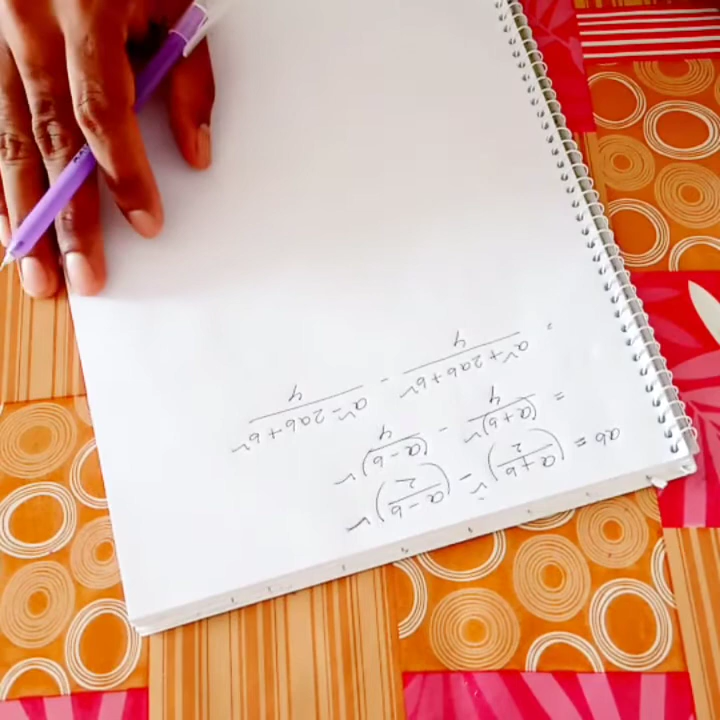 ab = (a+b/2)² - (a-b/2)²
= (a+b)²/4 - (a-b)²/4
= a²+2ab+b²/4 - a²-2ab+b²/4